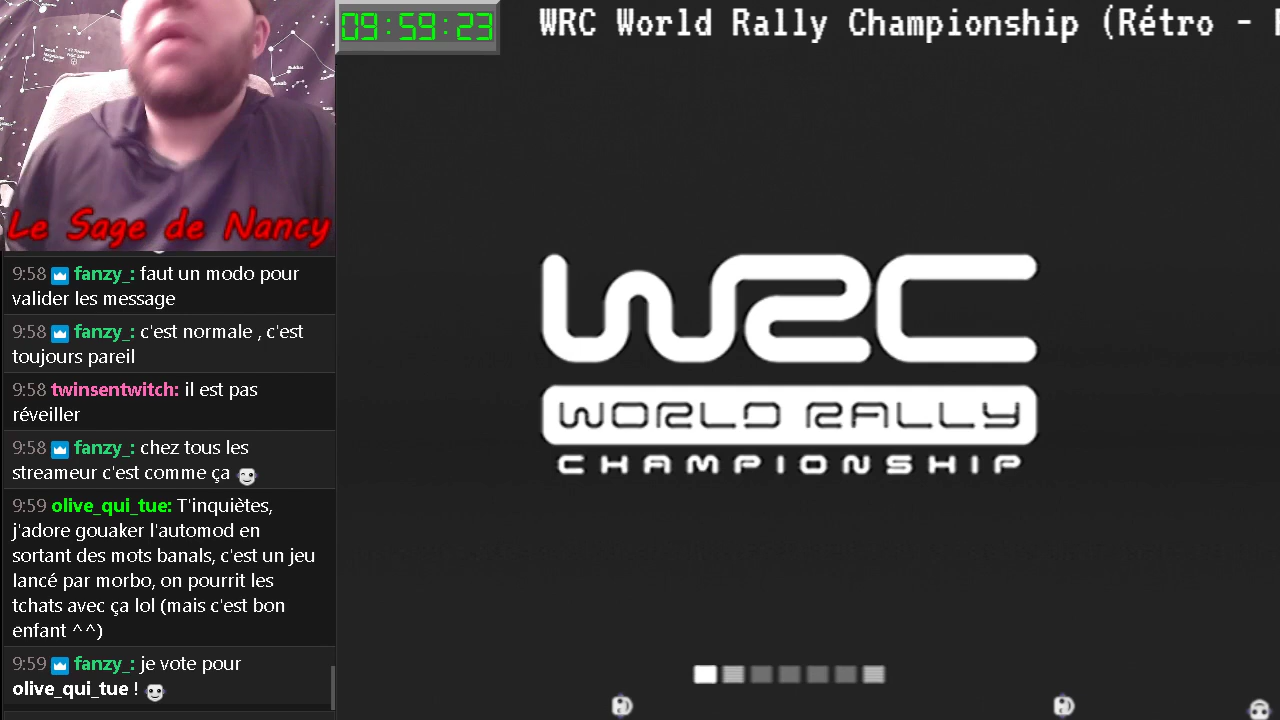 09:59:23
WRC World Rally Championship (Rétro -
Le Sage de Nancy
9:58 fanzy_: faut un modo pour
valider les message
9:58 fanzy_: c'est normale , c'est
toujours pareil
9:58 twinsentwitch: il est pas
réveiller
9:58 fanzy_: chez tous les
streameur c'est comme ça
9:59 olive_qui_tue: T'inquiètes,
j'adore gouaker l'automod en
sortant des mots banals, c'est un jeu
lancé par morbo, on pourrit les
tchats avec ça lol (mais c'est bon
enfant ^^)
9:59 fanzy_: je vote pour
olive_qui_tue !
WRC
WORLD RALLY
CHAMPIONSHIP